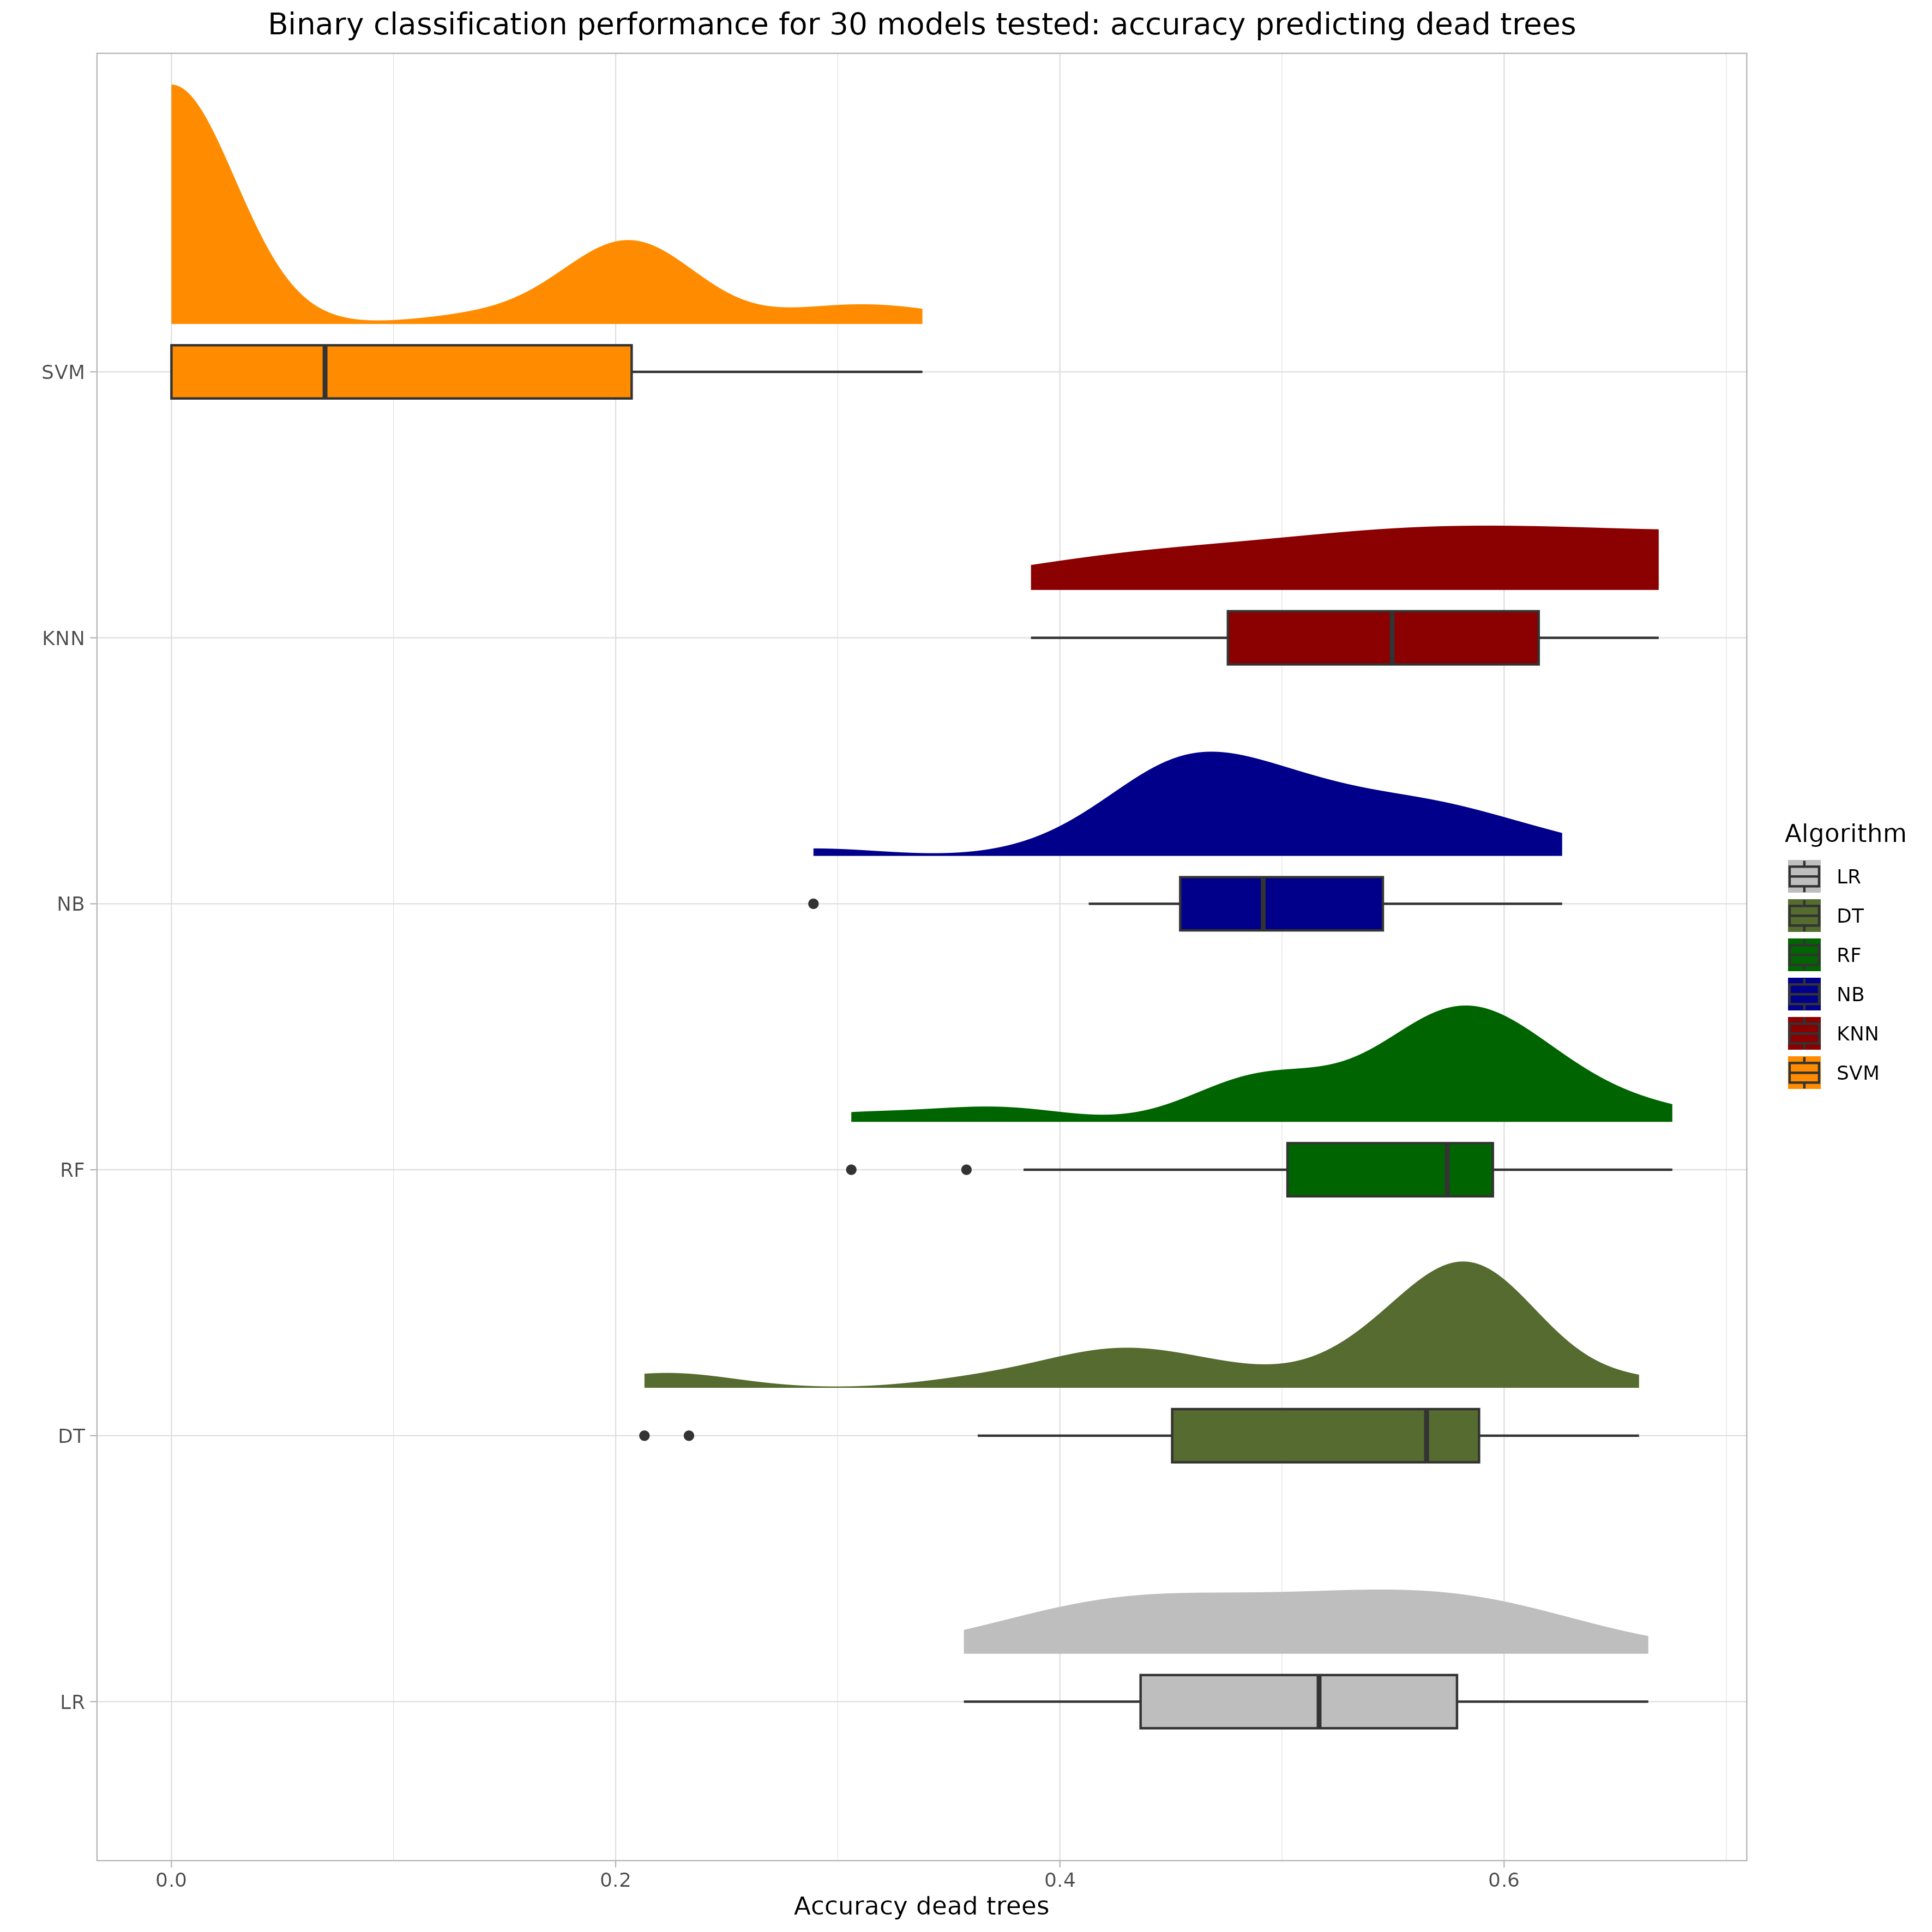 Binary classification performance for 30 models tested: accuracy predicting dead trees
SVM
KNN
NB
RF
DT
LR
0.0
0.2
0.4
0.6
Accuracy dead trees
Algorithm
LR
DT
RF
NB
KNN
SVM